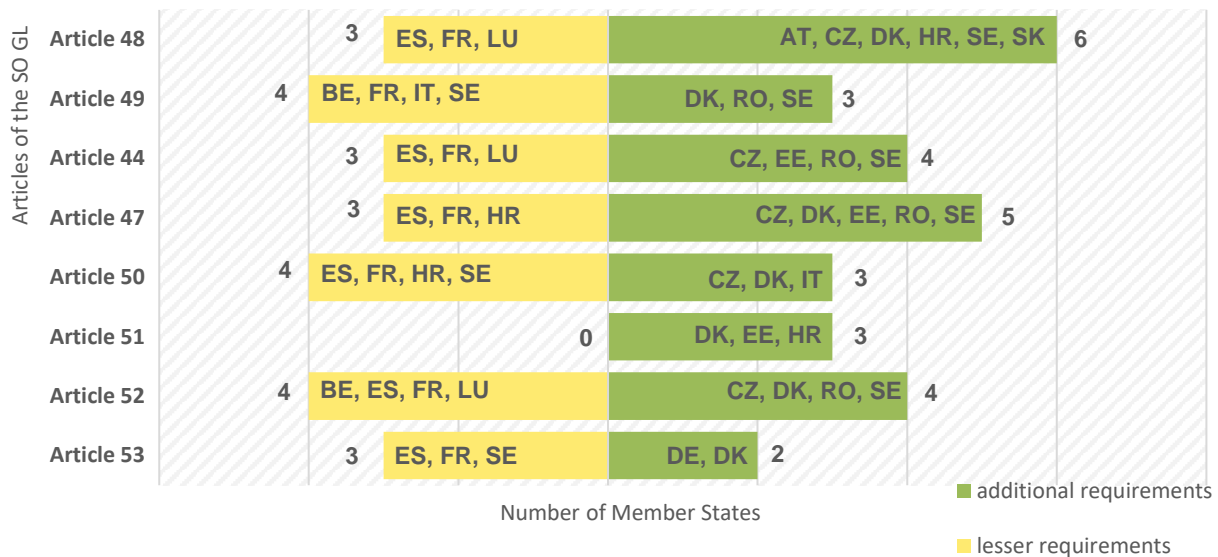 Articles of the SO GL
Article 48 3 ES, FR, LU AT, CZ, DK, HR, SE, SK 6
Article 49 4 BE, FR, IT, SE DK, RO, SE 3
Article 44 3 ES, FR, LU CZ, EE, RO, SE 4
Article 47 3 ES, FR, HR CZ, DK, EE, RO, SE 5
Article 50 4 ES, FR, HR, SE CZ, DK, IT 3
Article 51 0 DK, EE, HR 3
Article 52 4 BE, ES, FR, LU CZ, DK, RO, SE 4
Article 53 3 ES, FR, SE DE, DK 2
Number of Member States
additional requirements
lesser requirements